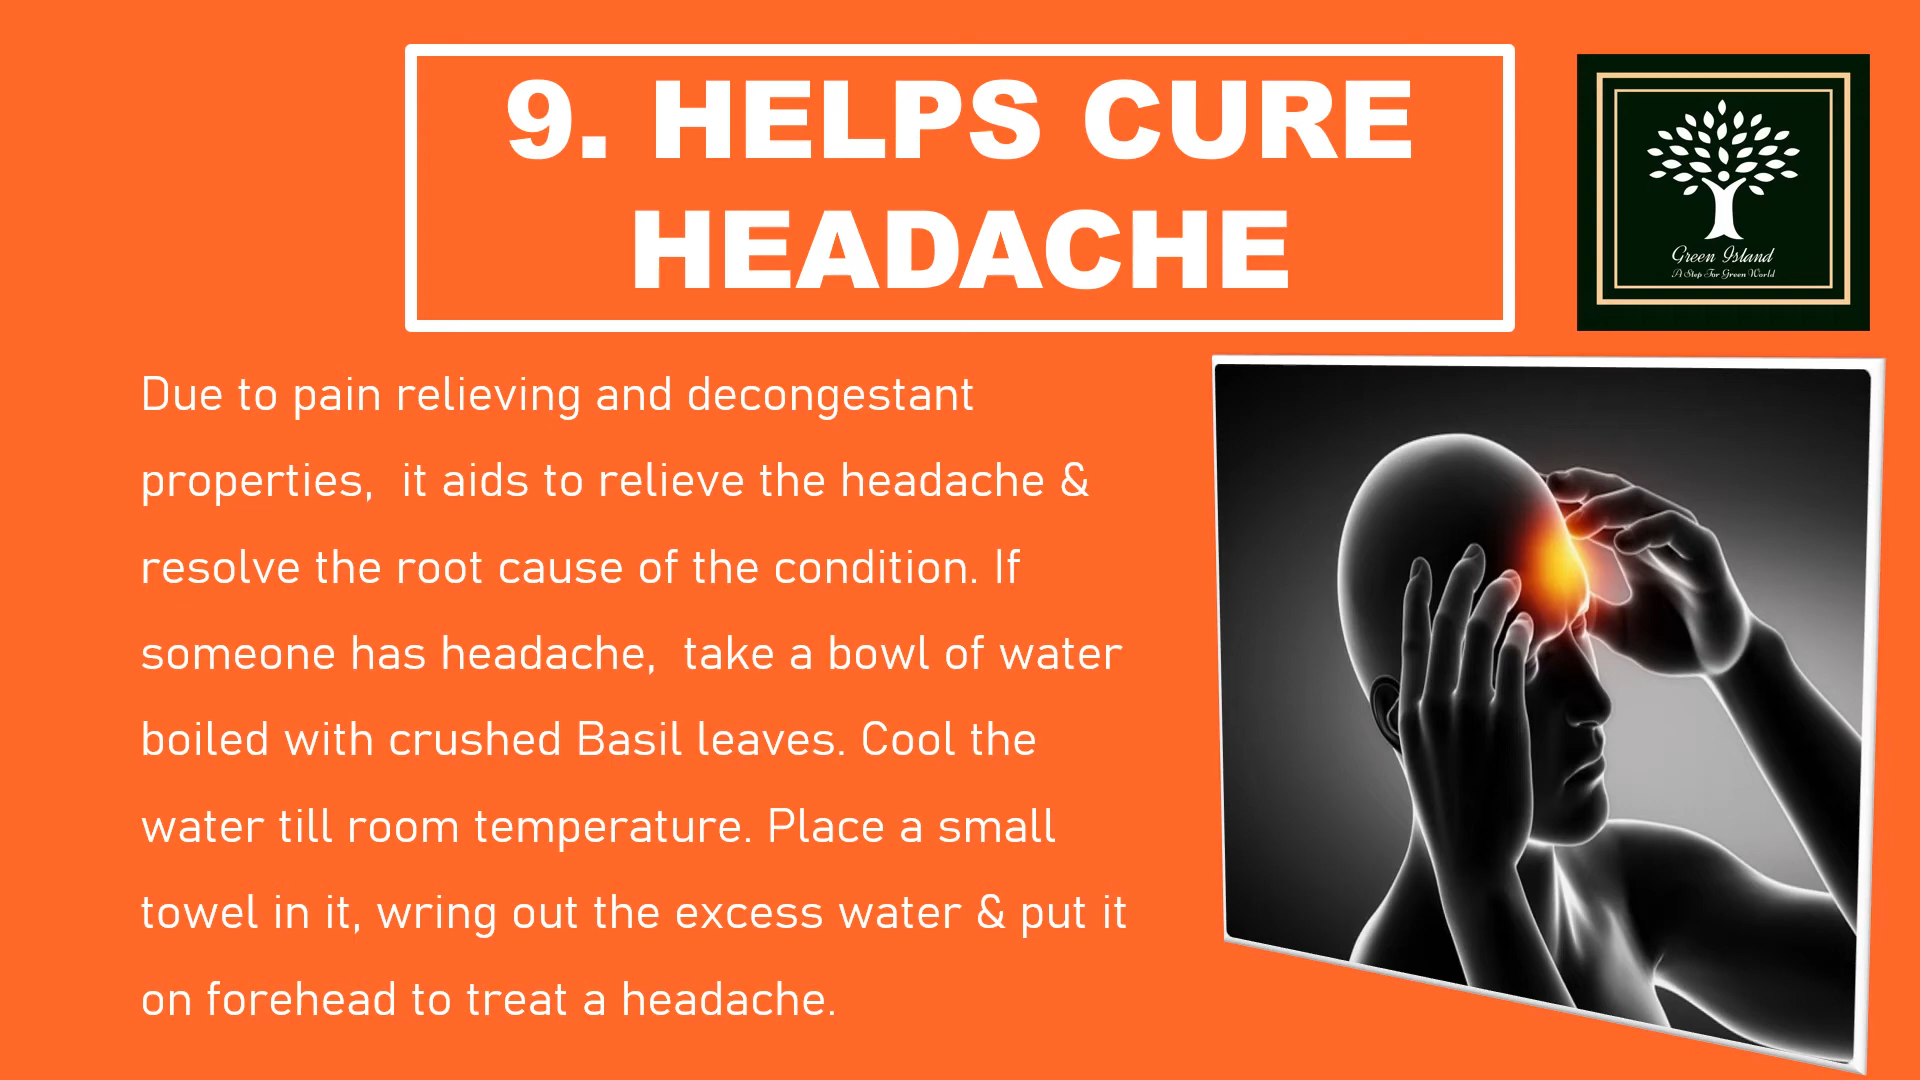 9. HELPS CURE
HEADACHE
Green Island
A Step For Green World
Due to pain relieving and decongestant
properties,  it aids to relieve the headache &
resolve the root cause of the condition. If
someone has headache,  take a bowl of water
boiled with crushed Basil leaves. Cool the
water till room temperature. Place a small
towel in it, wring out the excess water & put it
on forehead to treat a headache.